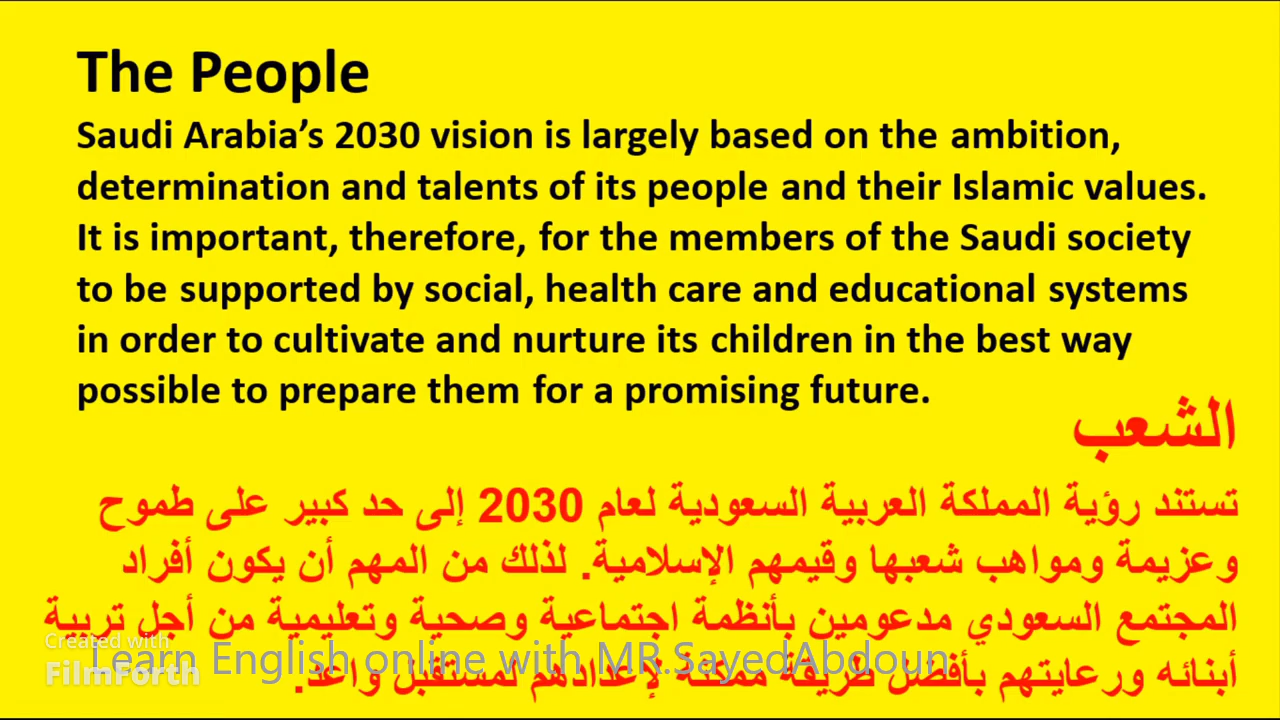 The People
Saudi Arabia’s 2030 vision is largely based on the ambition,
determination and talents of its people and their Islamic values.
It is important, therefore, for the members of the Saudi society
to be supported by social, health care and educational systems
in order to cultivate and nurture its children in the best way
possible to prepare them for a promising future.
الشعب
تستند رؤية المملكة العربية السعودية لعام 2030 إلى حد كبير على طموح
وعزيمة ومواهب شعبها وقيمهم الإسلامية. لذلك من المهم أن يكون أفراد
المجتمع السعودي مدعومين بأنظمة اجتماعية وصحية وتعليمية من أجل تربية
أبنائه ورعايتهم بأفضل طريقة ممكنة لإعدادهم لمستقبل واعد.
Created with
FilmForth
Learn English online with MR.SayedAbdoun